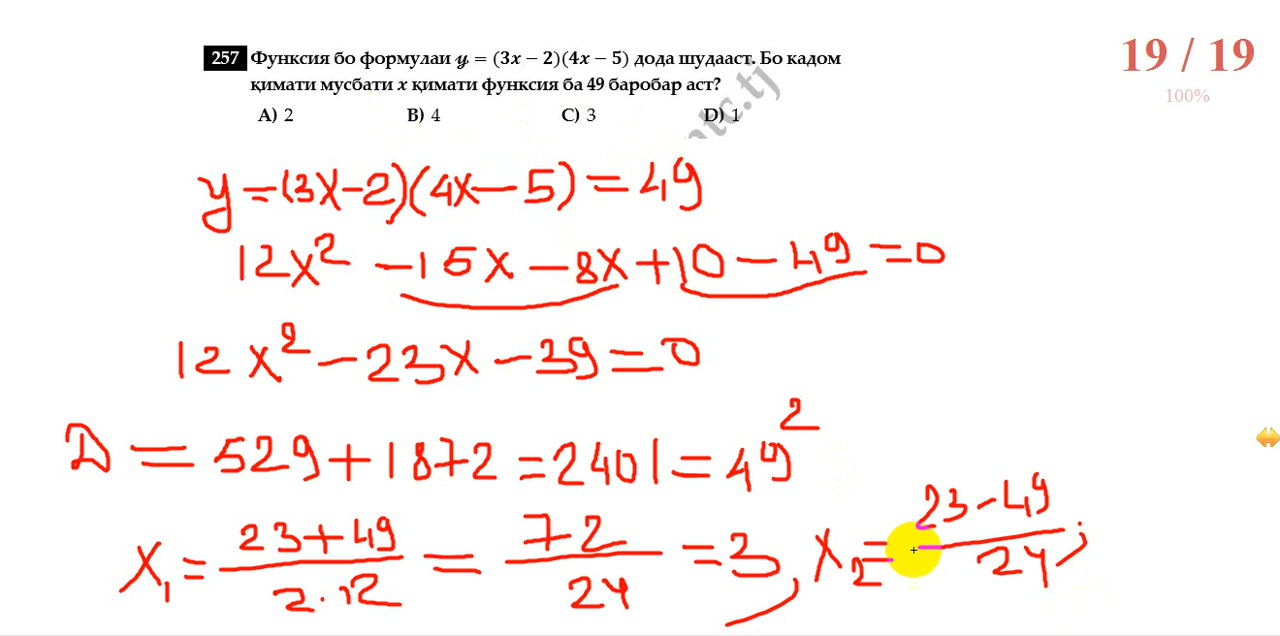 257 Функсия бо формулаи y = (3x − 2)(4x − 5) дода шудааст. Бо кадом
қимати мусбати x қимати функсия ба 49 баробар аст?
A) 2 B) 4 C) 3 D) 1
ntc.tj
19 / 19
100%
y=(3x-2)(4x-5)=49
12x² -15x -8x+10-49=0
12x²-23x-39=0
D=529+1872=2401=49²
x₁= (23+49)/(2·12) = 72/24 =3, x₂= (23-49)/24;